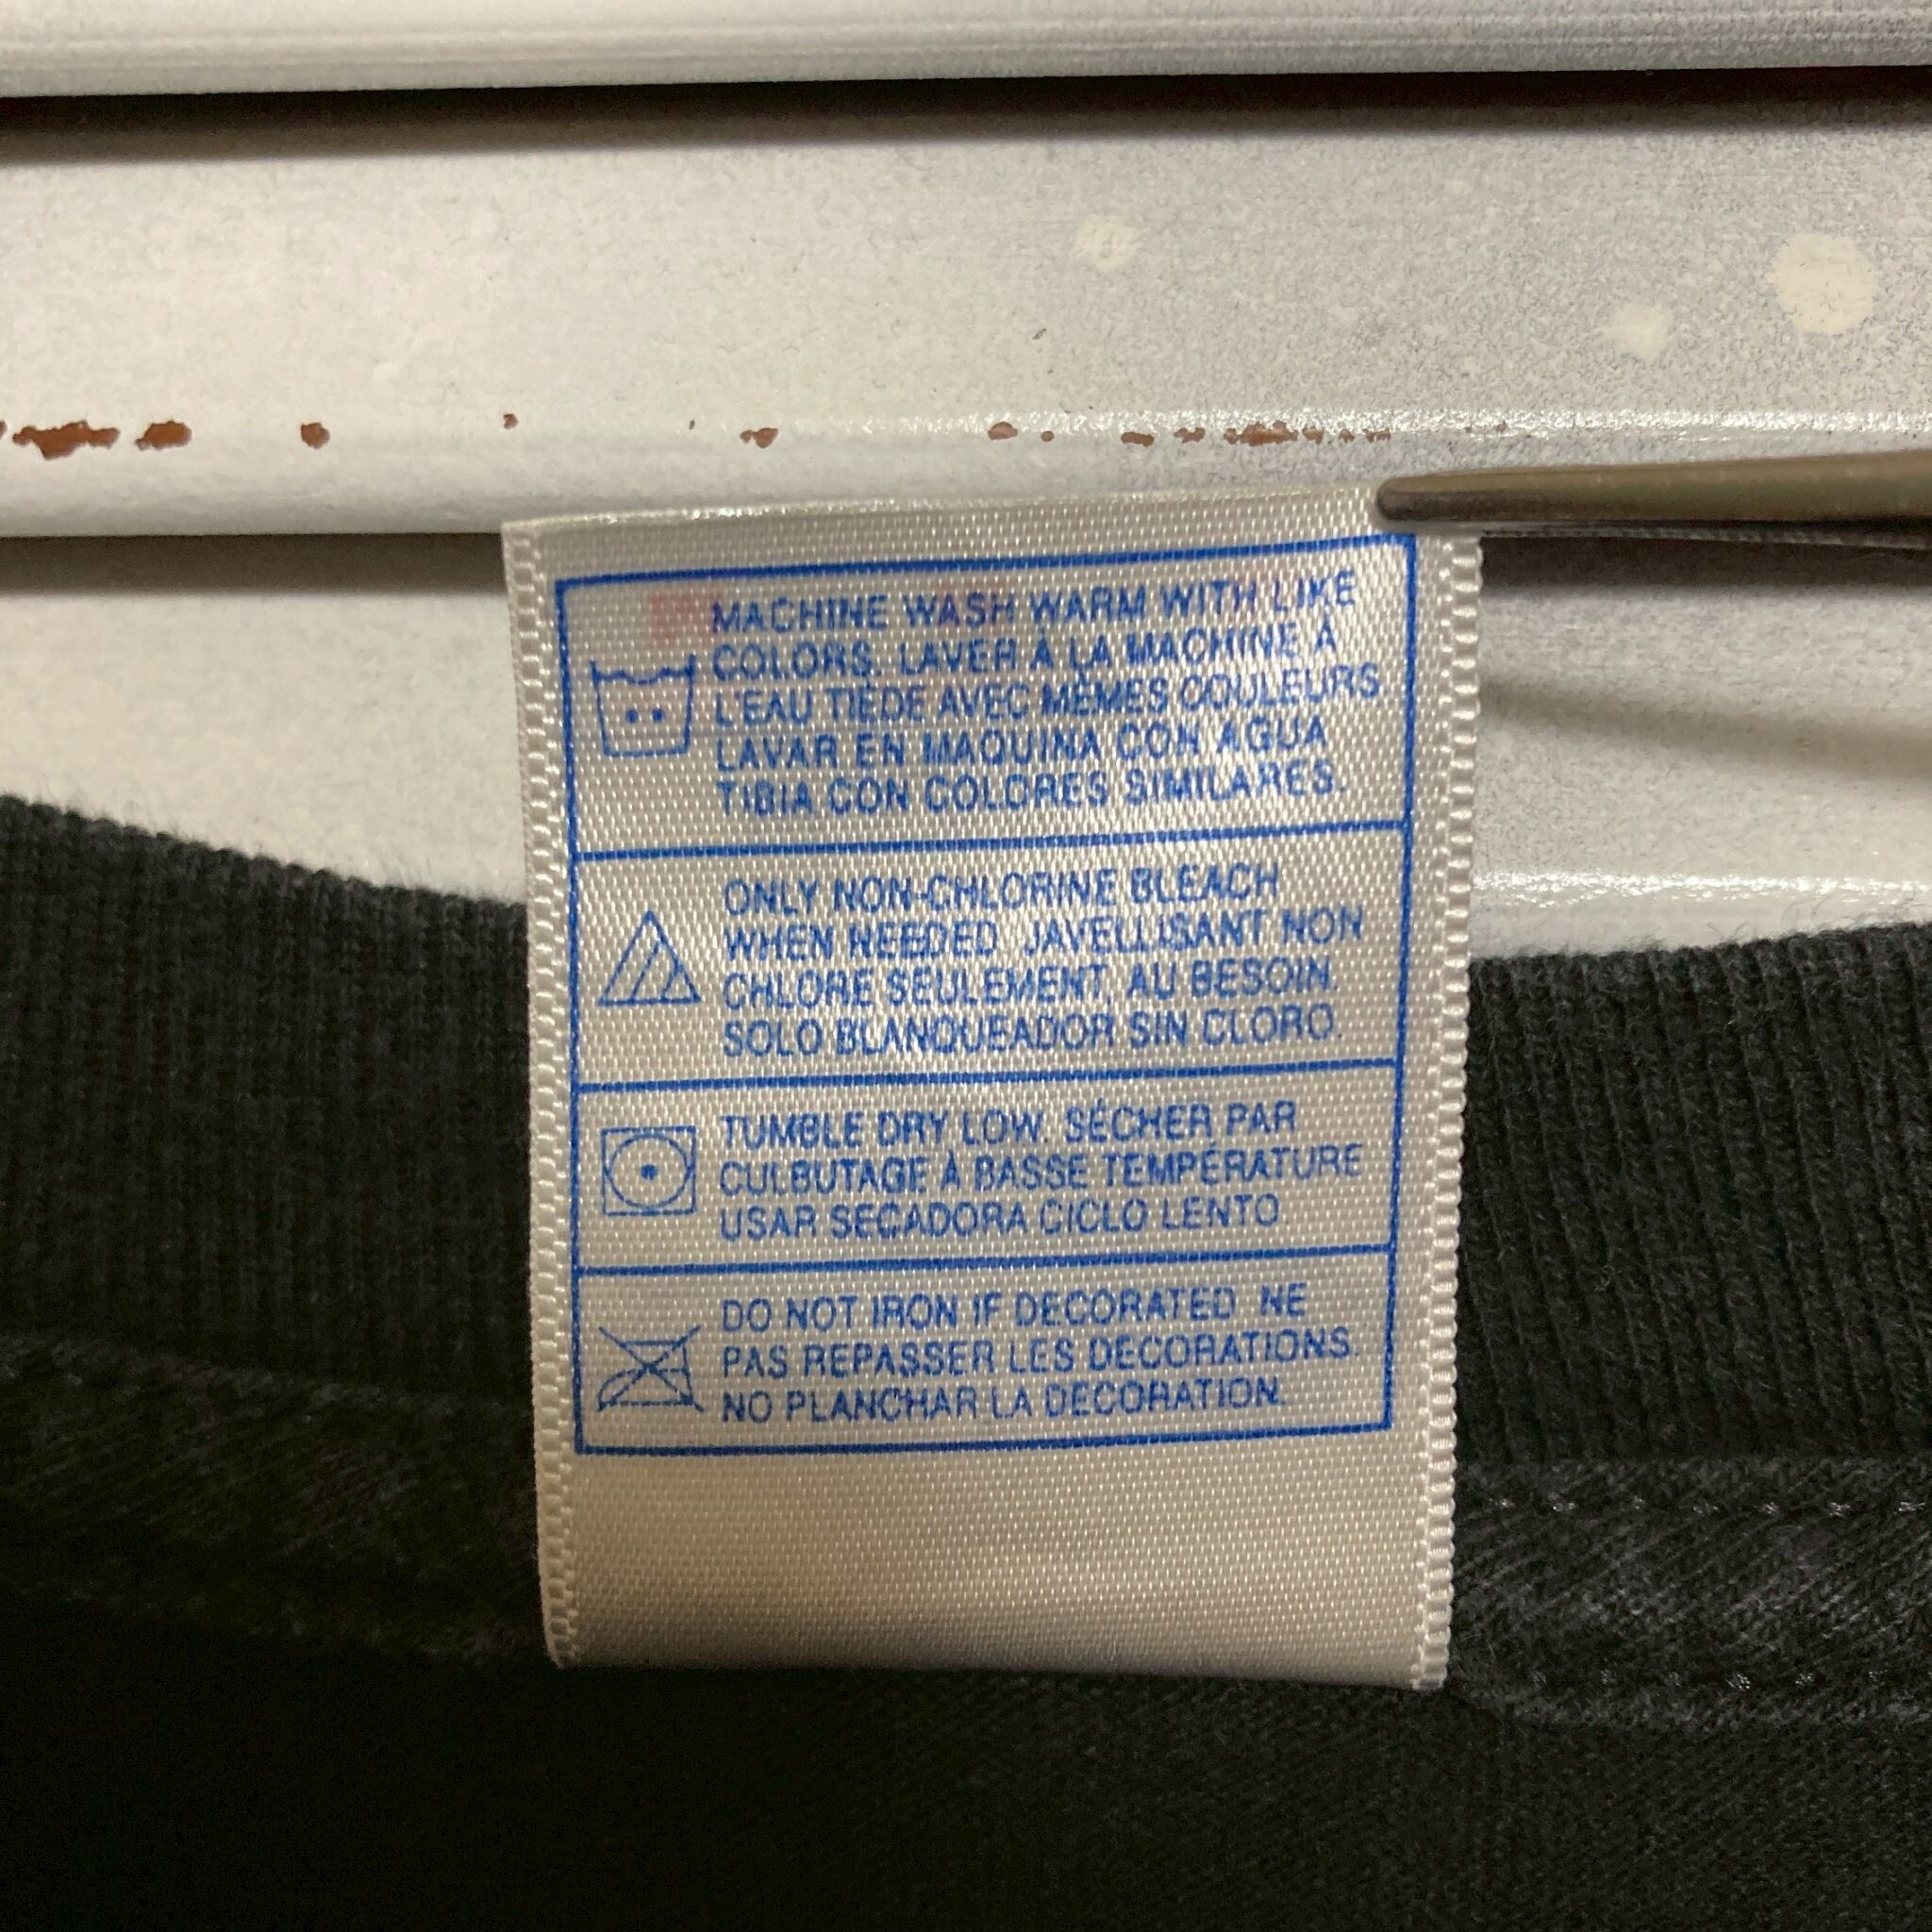 MACHINE WASH WARM WITH LIKE
COLORS. LAVER À LA MACHINE À
L'EAU TIÈDE AVEC MÊMES COULEURS
LAVAR EN MAQUINA CON AGUA
TIBIA CON COLORES SIMILARES.
ONLY NON-CHLORINE BLEACH
WHEN NEEDED. JAVELLISANT NON
CHLORE SEULEMENT, AU BESOIN.
SOLO BLANQUEADOR SIN CLORO.
TUMBLE DRY LOW. SÉCHER PAR
CULBUTAGE À BASSE TEMPÉRATURE
USAR SECADORA CICLO LENTO
DO NOT IRON IF DECORATED. NE
PAS REPASSER LES DECORATIONS.
NO PLANCHAR LA DECORATION.